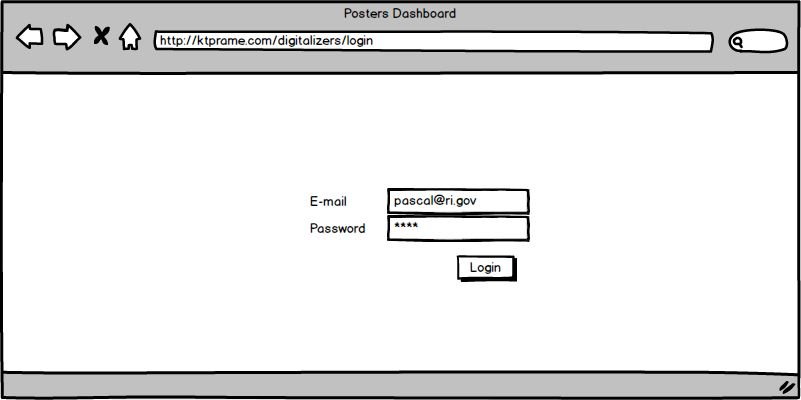 Posters Dashboard
http://ktprame.com/digitalizers/login
E-mail
pascal@ri.gov
Password
****
Login